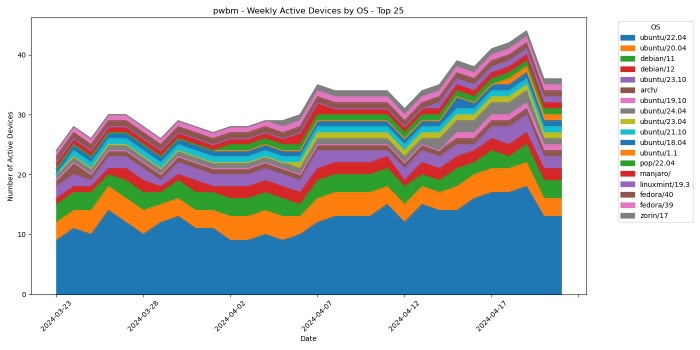 pwbm - Weekly Active Devices by OS - Top 25
Number of Active Devices
40
30
20
10
0
2024-03-23
2024-03-28
2024-04-02
2024-04-07
2024-04-12
2024-04-17
Date
OS
ubuntu/22.04
ubuntu/20.04
debian/11
debian/12
ubuntu/23.10
arch/
ubuntu/19.10
ubuntu/24.04
ubuntu/23.04
ubuntu/21.10
ubuntu/18.04
ubuntu/1.1
pop/22.04
manjaro/
linuxmint/19.3
fedora/40
fedora/39
zorin/17